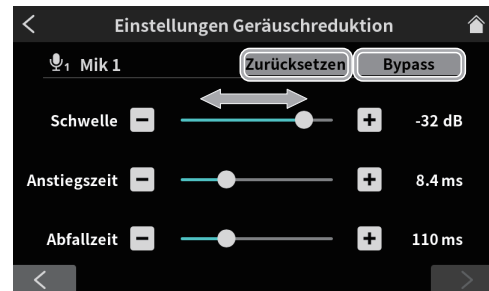 Einstellungen Geräuschreduktion
1 Mik 1 Zurücksetzen Bypass
Schwelle -32 dB
Anstiegszeit 8.4 ms
Abfallzeit 110 ms